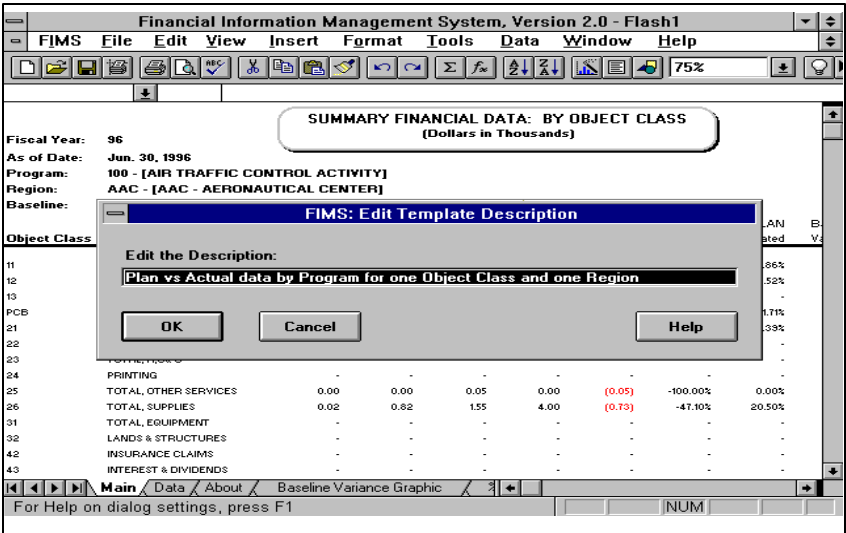 Financial Information Management System, Version 2.0 - Flash1
FIMS File Edit View Insert Format Tools Data Window Help
ABC Σ fx A Z Z A 75%
SUMMARY FINANCIAL DATA: BY OBJECT CLASS
(Dollars in Thousands)
Fiscal Year: 96
As of Date: Jun. 30, 1996
Program: 100 - [AIR TRAFFIC CONTROL ACTIVITY]
Region: AAC - [AAC - AERONAUTICAL CENTER]
Baseline:
FIMS: Edit Template Description
Object Class
Edit the Description:
Plan vs Actual data by Program for one Object Class and one Region
OK Cancel Help
11 .86%
12 .52%
13 -
PCB .71%
21 .39%
22 -
23 -
24 PRINTING - - - - - - -
25 TOTAL, OTHER SERVICES 0.00 0.00 0.05 0.00 (0.05) -100.00% 0.00%
26 TOTAL, SUPPLIES 0.02 0.82 1.55 4.00 (0.73) -47.10% 20.50%
31 TOTAL, EQUIPMENT - - - - - - -
32 LANDS & STRUCTURES - - - - - - -
42 INSURANCE CLAIMS - - - - - - -
43 INTEREST & DIVIDENDS - - - - - - -
Main Data About Baseline Variance Graphic
For Help on dialog settings, press F1 NUM